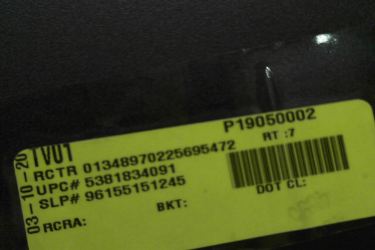 P19050002
TV01
RT :7
RCTR 01348970225695472
UPC# 5381834091
SLP# 96155151245
BKT:
DOT CL:
RCRA:
03-10-20